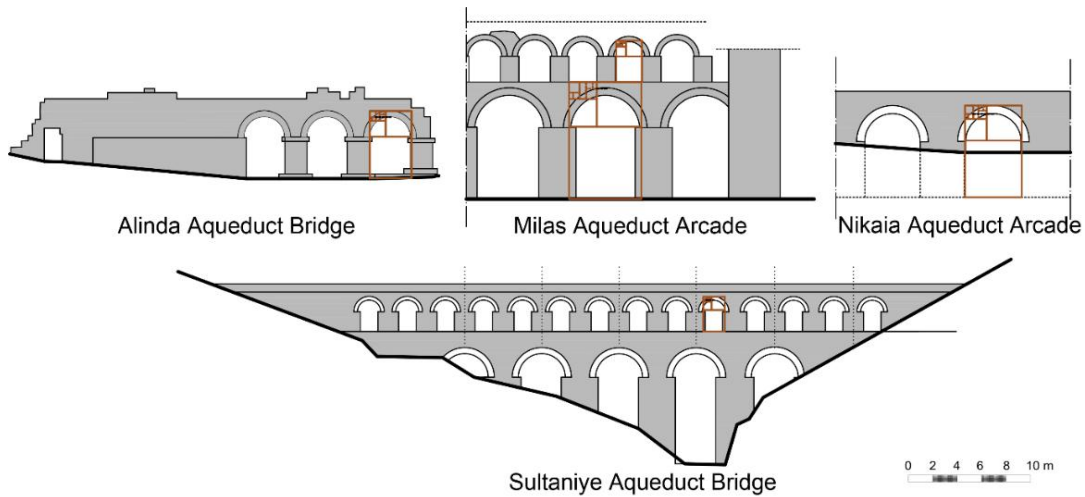 Alinda Aqueduct Bridge
Milas Aqueduct Arcade
Nikaia Aqueduct Arcade
Sultaniye Aqueduct Bridge
0 2 4 6 8 10 m